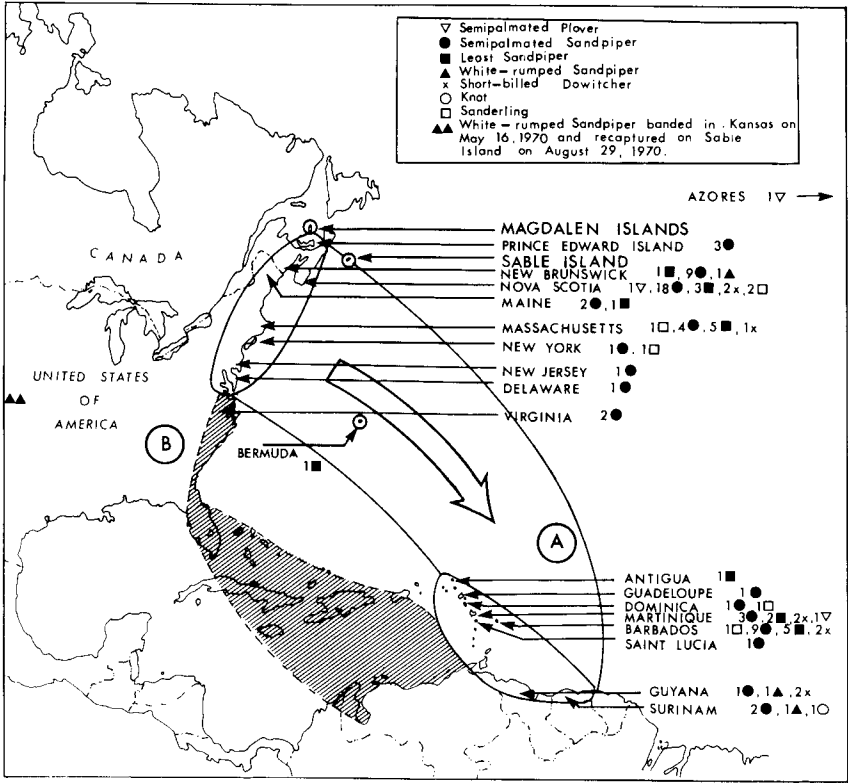 ▽ Semipalmated Plover
● Semipalmated Sandpiper
■ Least Sandpiper
▲ White-rumped Sandpiper
x Short-billed Dowitcher
○ Knot
□ Sanderling
▲▲ White-rumped Sandpiper banded in Kansas on
May 16, 1970 and recaptured on Sable
Island on August 29, 1970.
AZORES 1▽
CANADA
MAGDALEN ISLANDS
PRINCE EDWARD ISLAND 3●
SABLE ISLAND
NEW BRUNSWICK 1■, 9●, 1▲
NOVA SCOTIA 1▽, 18●, 3■, 2x, 2□
MAINE 2●, 1■
MASSACHUSETTS 1□, 4●, 5■, 1x
NEW YORK 1●, 1□
NEW JERSEY 1●
DELAWARE 1●
VIRGINIA 2●
UNITED STATES
OF
AMERICA
▲▲
B
BERMUDA
1■
A
ANTIGUA 1■
GUADELOUPE 1●
DOMINICA 1●, 1□
MARTINIQUE 3●, 2■, 2x, 1▽
BARBADOS 1□, 9●, 5■, 2x
SAINT LUCIA 1●
GUYANA 1●, 1▲, 2x
SURINAM 2●, 1▲, 1○